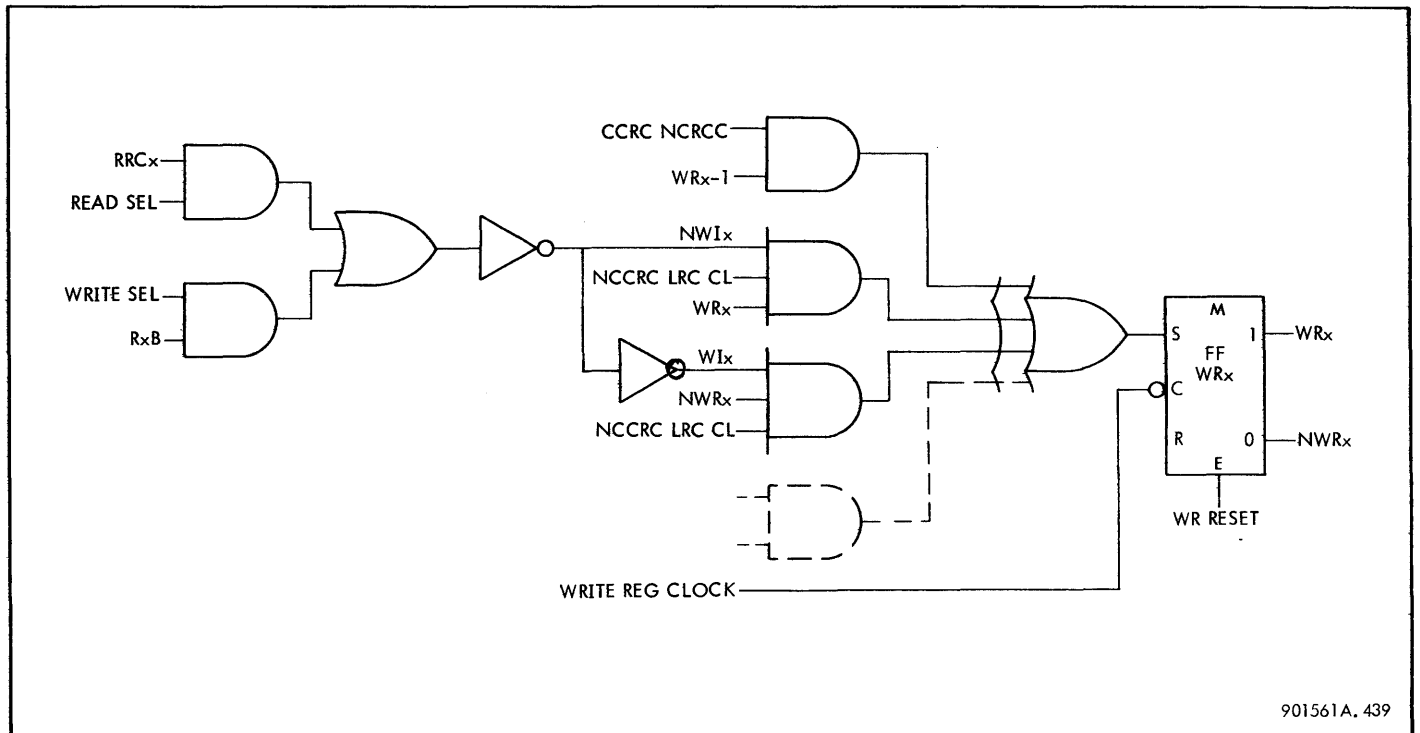 CCRC NCRCC
RRCx
WRx-1
READ SEL
NWIx
NCCRC LRC CL
WRITE SEL
WRx
M
RxB
S
1
WRx
FF
WRx
WIx
C
NWRx
NCCRC LRC CL
R
0
NWRx
E
WR RESET
WRITE REG CLOCK
901561A. 439